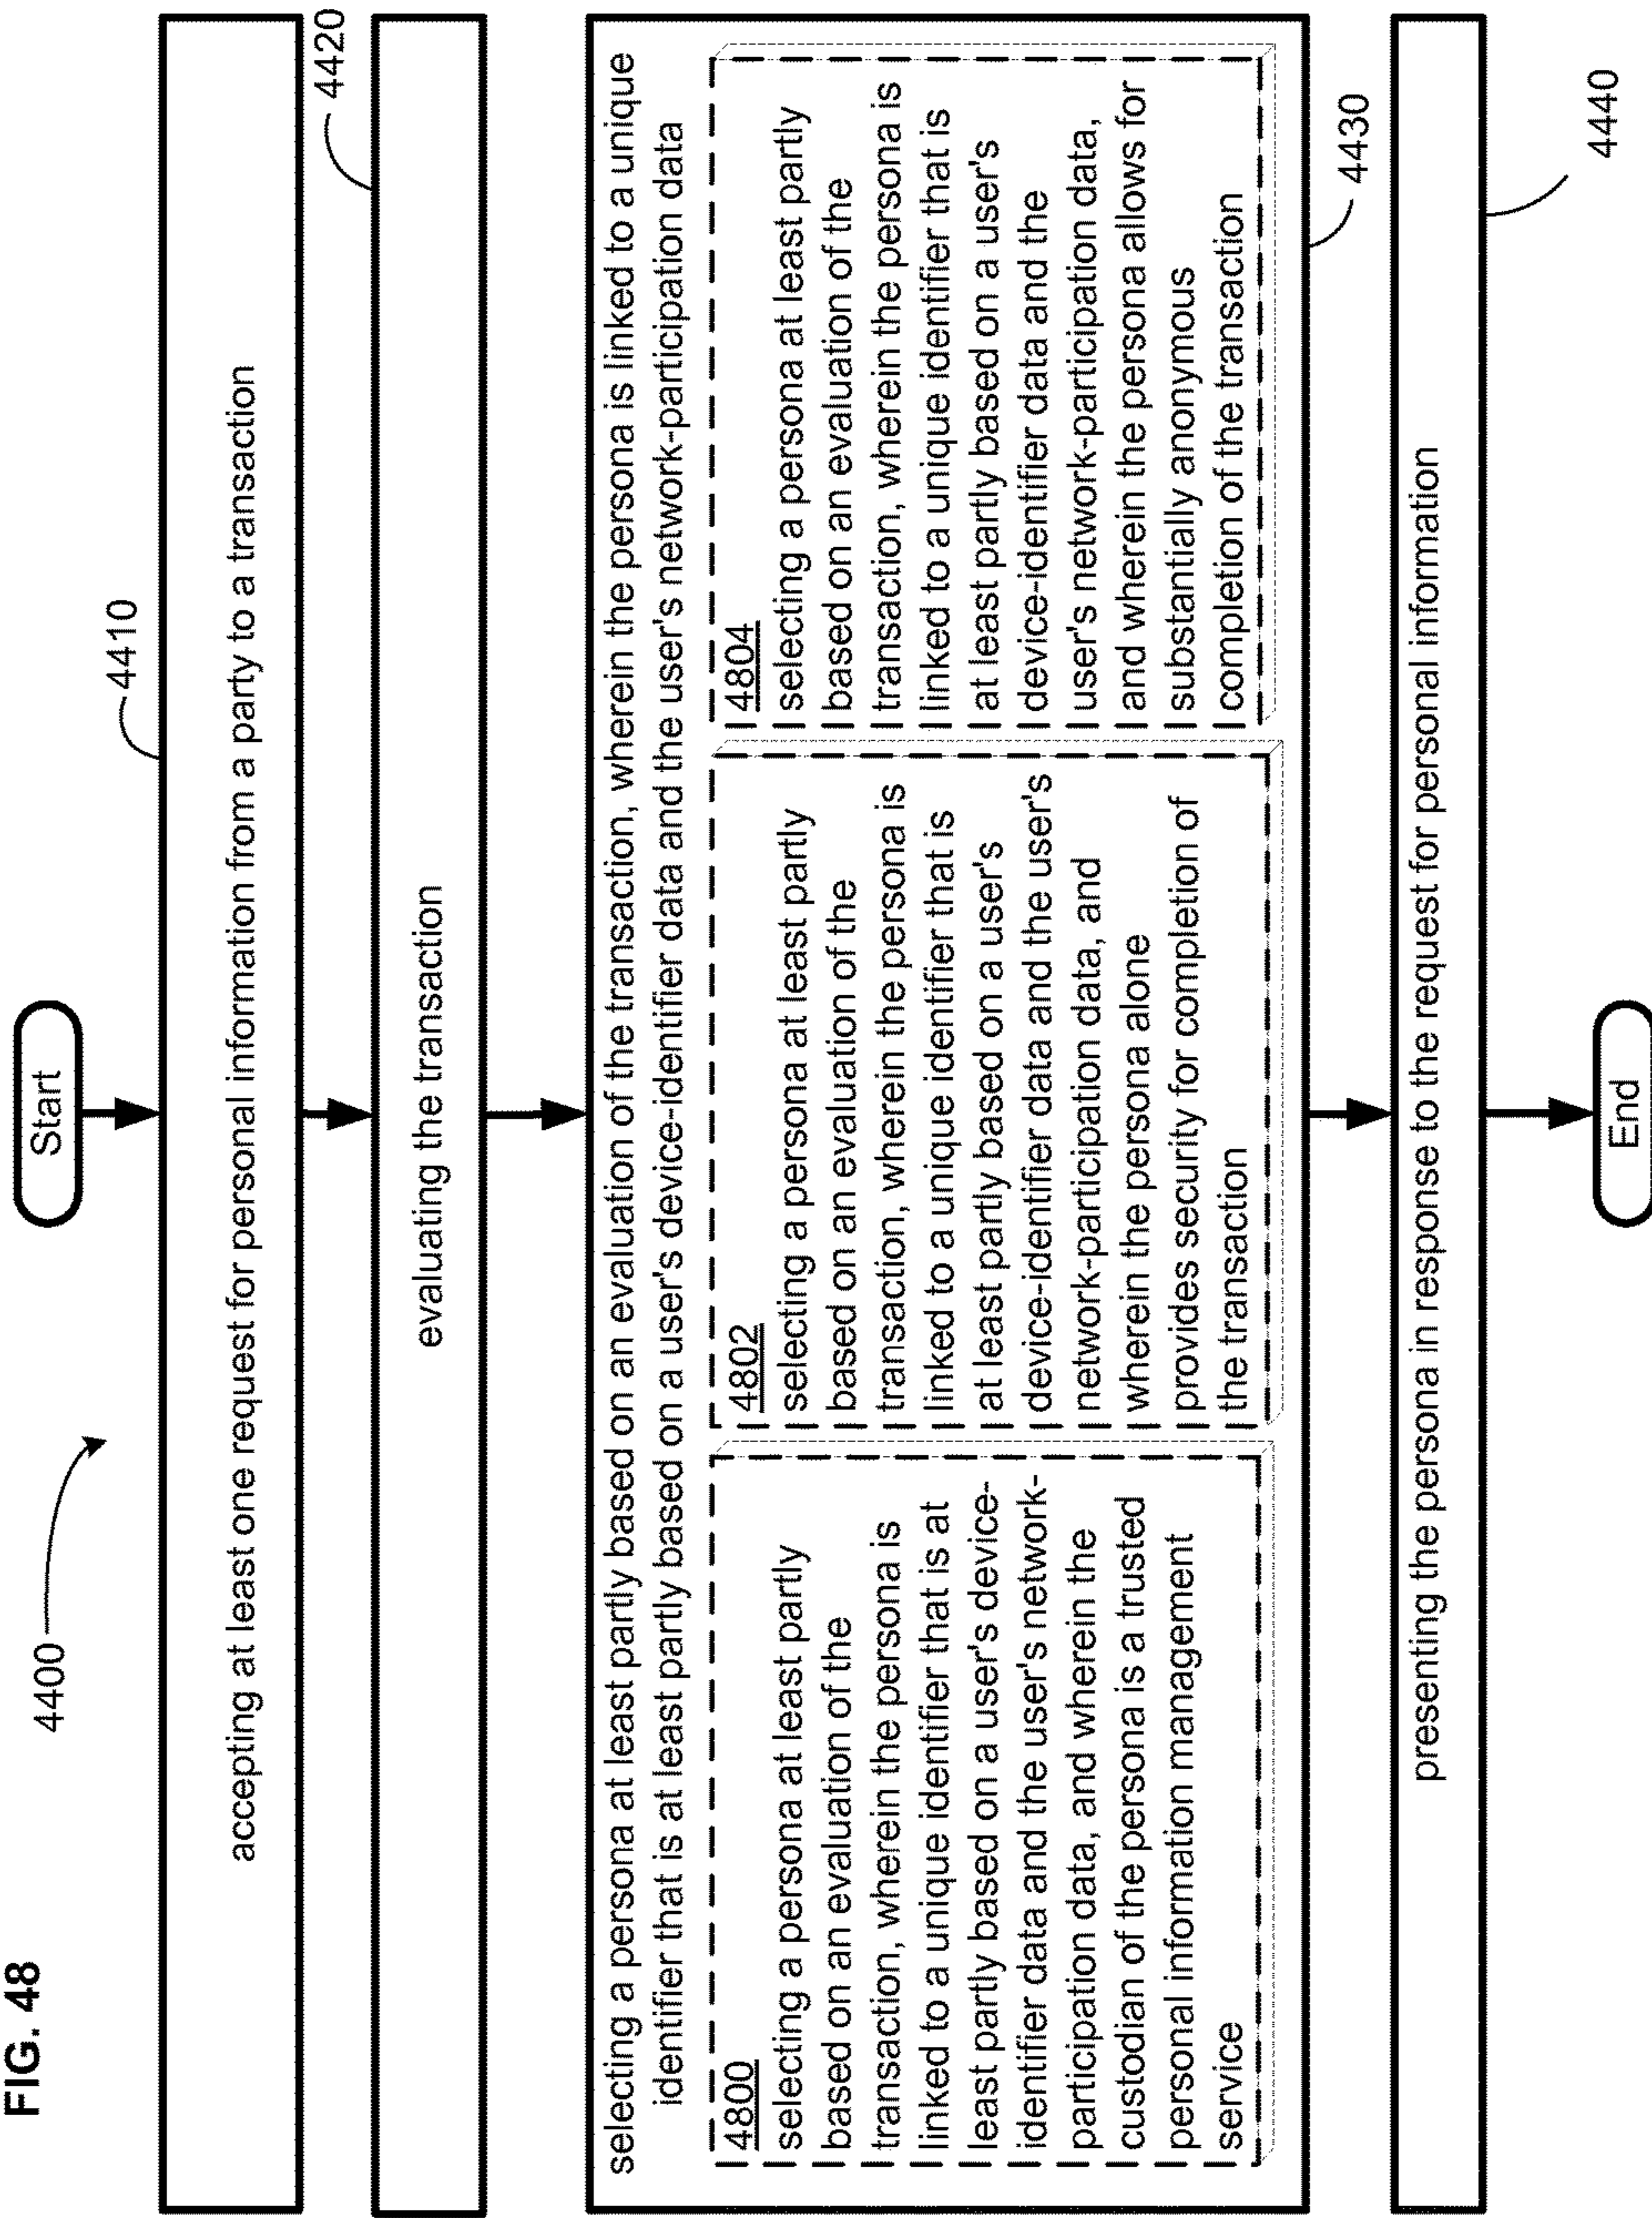 FIG. 48
4400
Start
4410
accepting at least one request for personal information from a party to a transaction
4420
evaluating the transaction
selecting a persona at least partly based on an evaluation of the transaction, wherein the persona is linked to a unique
identifier that is at least partly based on a user's device-identifier data and the user's network-participation data
4800
selecting a persona at least partly
based on an evaluation of the
transaction, wherein the persona is
linked to a unique identifier that is at
least partly based on a user's device-
identifier data and the user's network-
participation data, and wherein the
custodian of the persona is a trusted
personal information management
service
4802
selecting a persona at least partly
based on an evaluation of the
transaction, wherein the persona is
linked to a unique identifier that is
at least partly based on a user's
device-identifier data and the user's
network-participation data, and
wherein the persona alone
provides security for completion of
the transaction
4804
selecting a persona at least partly
based on an evaluation of the
transaction, wherein the persona is
linked to a unique identifier that is
at least partly based on a user's
device-identifier data and the
user's network-participation data,
and wherein the persona allows for
substantially anonymous
completion of the transaction
4430
presenting the persona in response to the request for personal information
4440
End